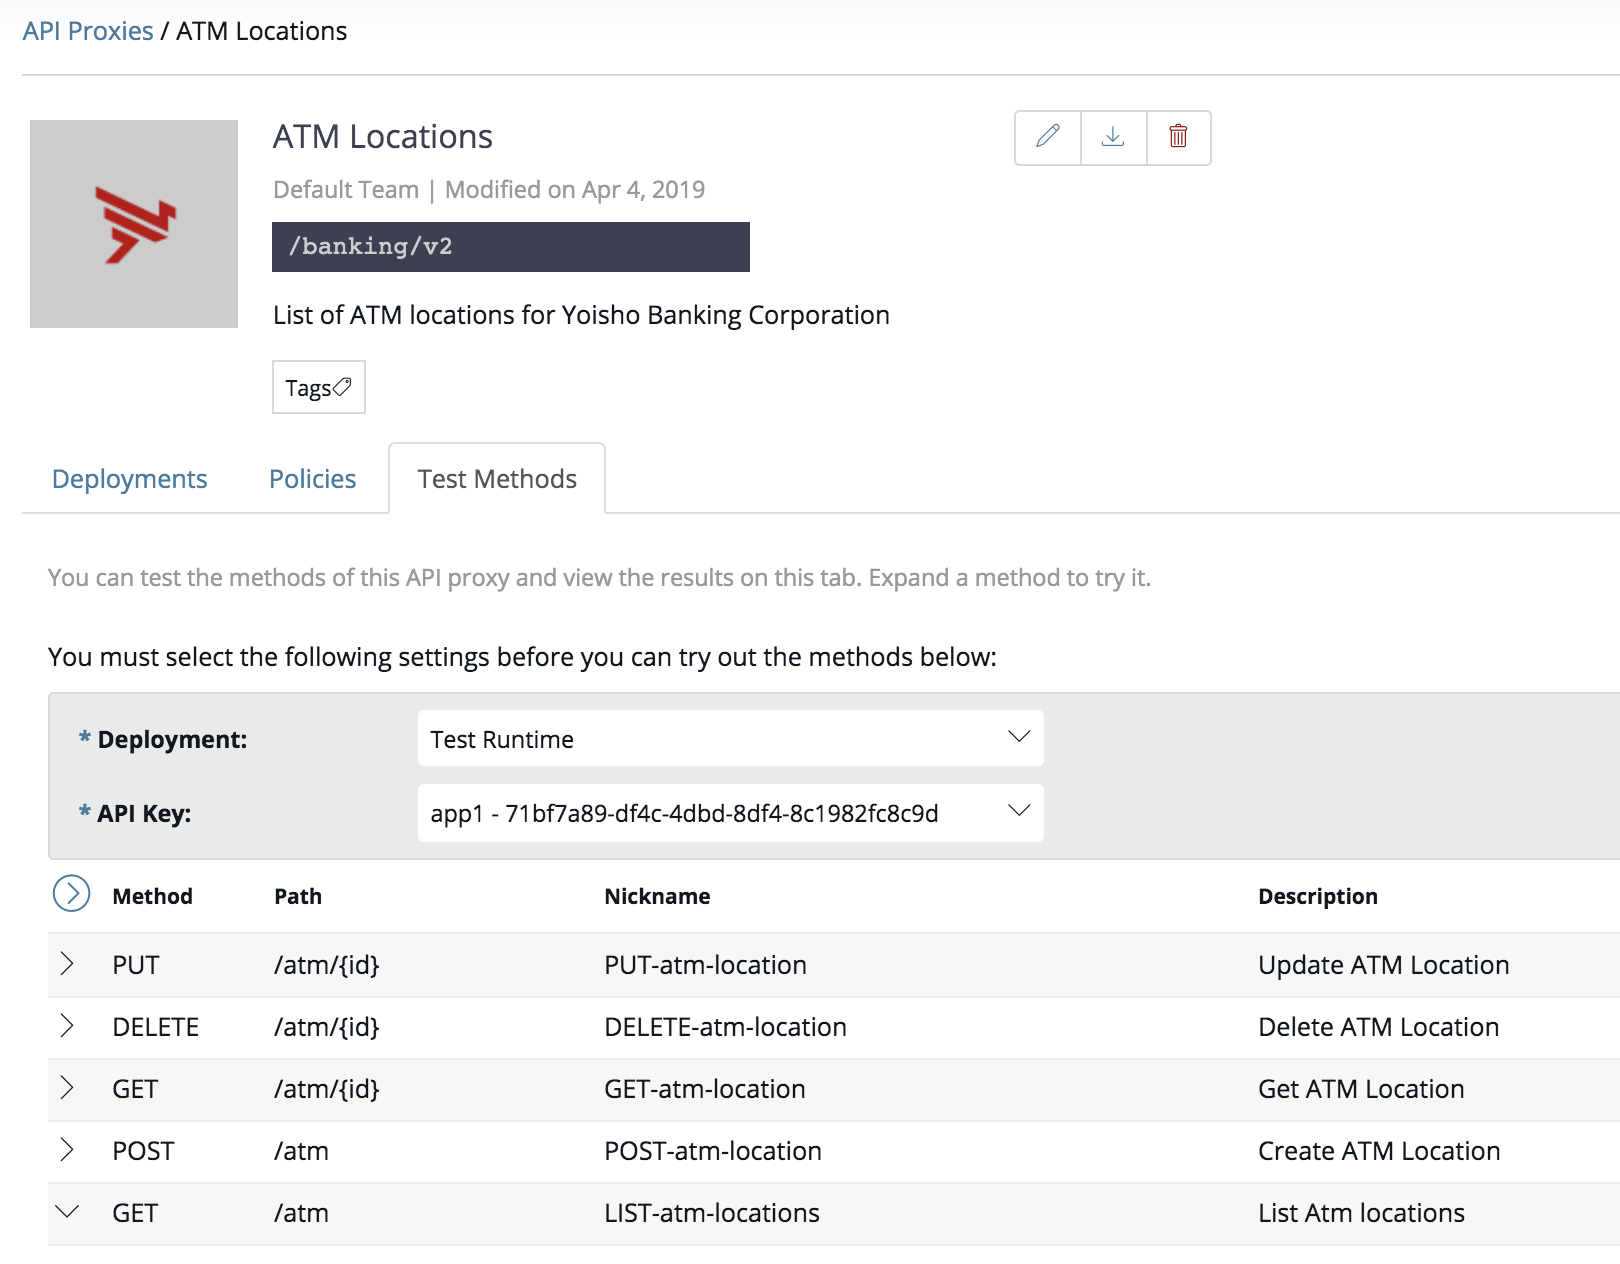 API Proxies / ATM Locations
ATM Locations
Default Team | Modified on Apr 4, 2019
/banking/v2
List of ATM locations for Yoisho Banking Corporation
Tags
Deployments Policies Test Methods
You can test the methods of this API proxy and view the results on this tab. Expand a method to try it.
You must select the following settings before you can try out the methods below:
* Deployment: Test Runtime
* API Key: app1 - 71bf7a89-df4c-4dbd-8df4-8c1982fc8c9d
Method Path Nickname Description
PUT /atm/{id} PUT-atm-location Update ATM Location
DELETE /atm/{id} DELETE-atm-location Delete ATM Location
GET /atm/{id} GET-atm-location Get ATM Location
POST /atm POST-atm-location Create ATM Location
GET /atm LIST-atm-locations List Atm locations